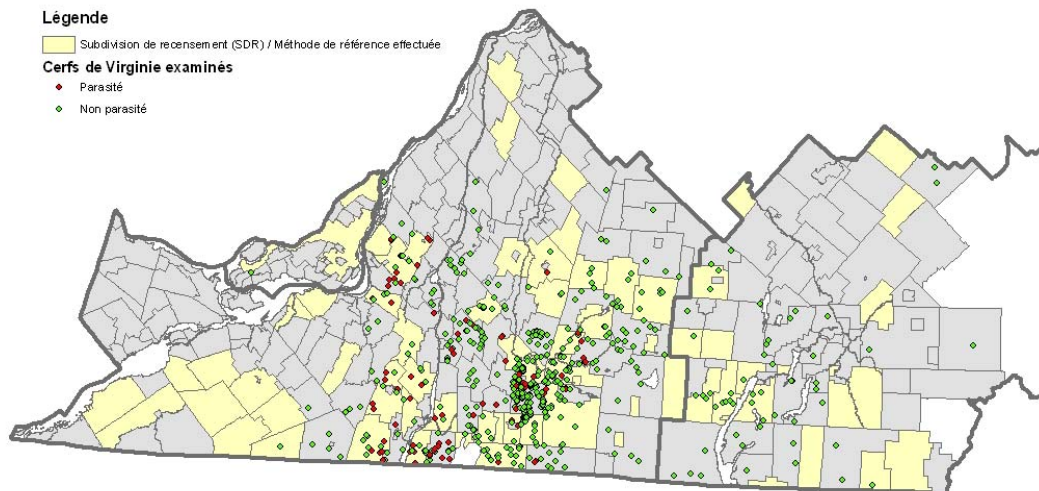 Légende
Subdivision de recensement (SDR) / Méthode de référence effectuée
Cerfs de Virginie examinés
Parasité
Non parasité